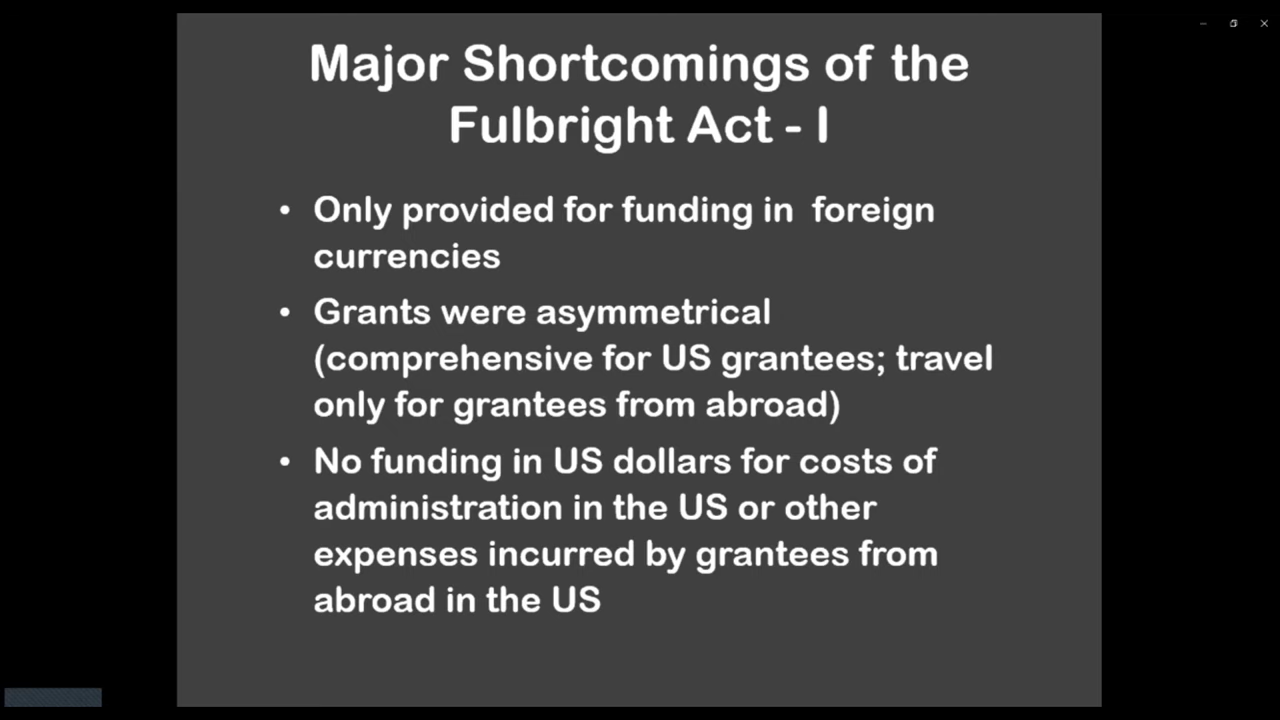 Major Shortcomings of the
Fulbright Act - I
• Only provided for funding in  foreign
currencies
• Grants were asymmetrical
(comprehensive for US grantees; travel
only for grantees from abroad)
• No funding in US dollars for costs of
administration in the US or other
expenses incurred by grantees from
abroad in the US